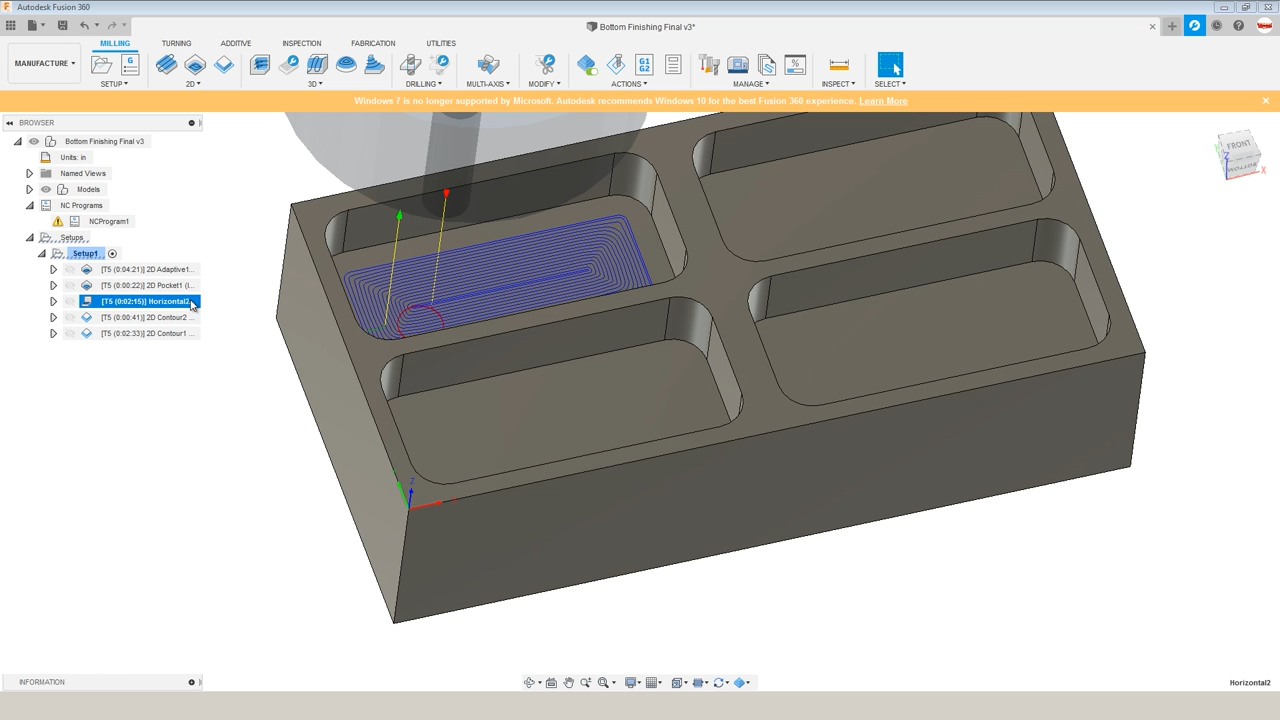 Autodesk Fusion 360
Bottom Finishing Final v3*
MANUFACTURE
MILLING TURNING ADDITIVE INSPECTION FABRICATION UTILITIES
G1
G2
SETUP 2D 3D DRILLING MULTI-AXIS MODIFY ACTIONS MANAGE INSPECT SELECT
Windows 7 is no longer supported by Microsoft. Autodesk recommends Windows 10 for the best Fusion 360 experience. Learn More
BROWSER
Bottom Finishing Final v3
Units: in
Named Views
Models
NC Programs
NCProgram1
Setups
Setup1
[T5 (0:04:21)] 2D Adaptive1...
[T5 (0:00:22)] 2D Pocket1 (I...
[T5 (0:02:15)] Horizontal2
[T5 (0:00:41)] 2D Contour2 ...
[T5 (0:02:33)] 2D Contour1 ...
FRONT
BOTTOM
Z
X
Z
INFORMATION
Horizontal2